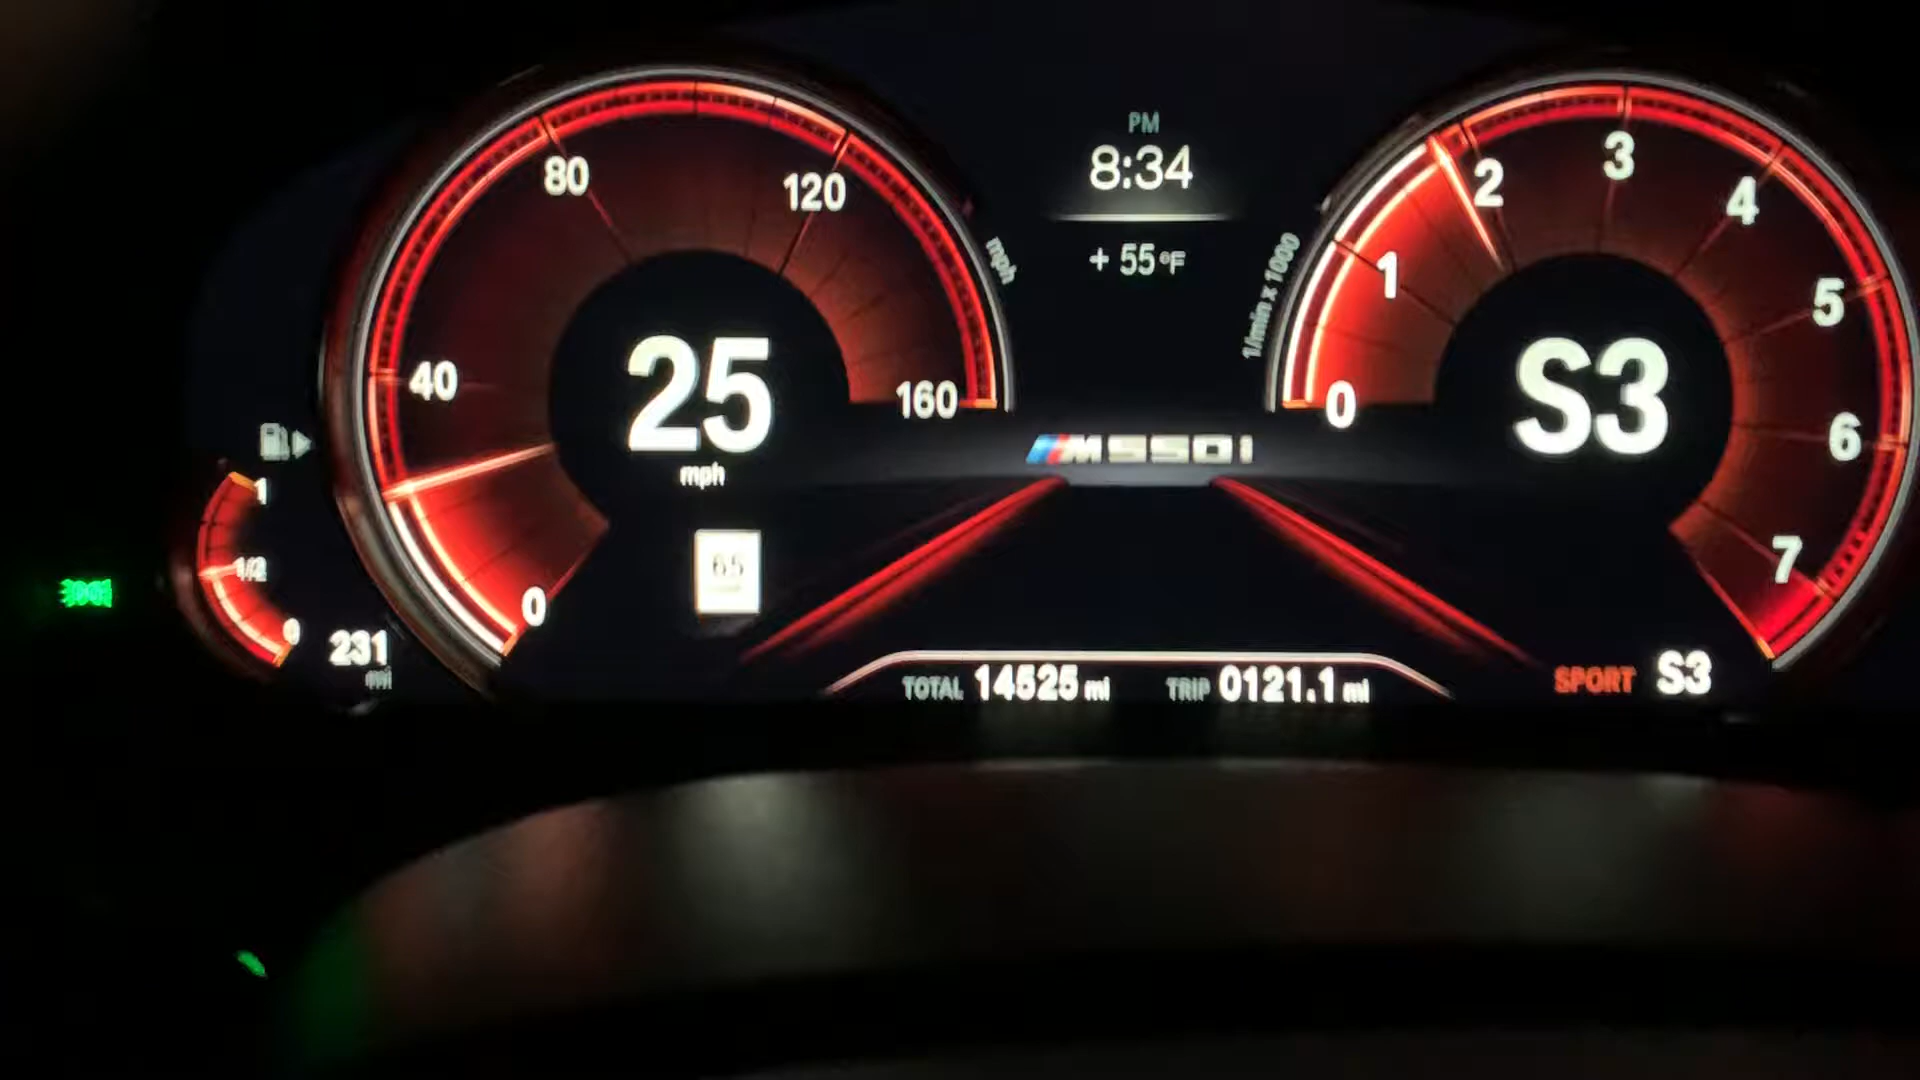 PM
8:34
+ 55°F
80
120
40
160
0
25
mph
mph
65
1
1/2
0
231
mi
M550i
1/min x 1000
0
1
2
3
4
5
6
7
S3
TOTAL 14525 mi
TRIP 0121.1 mi
SPORT S3